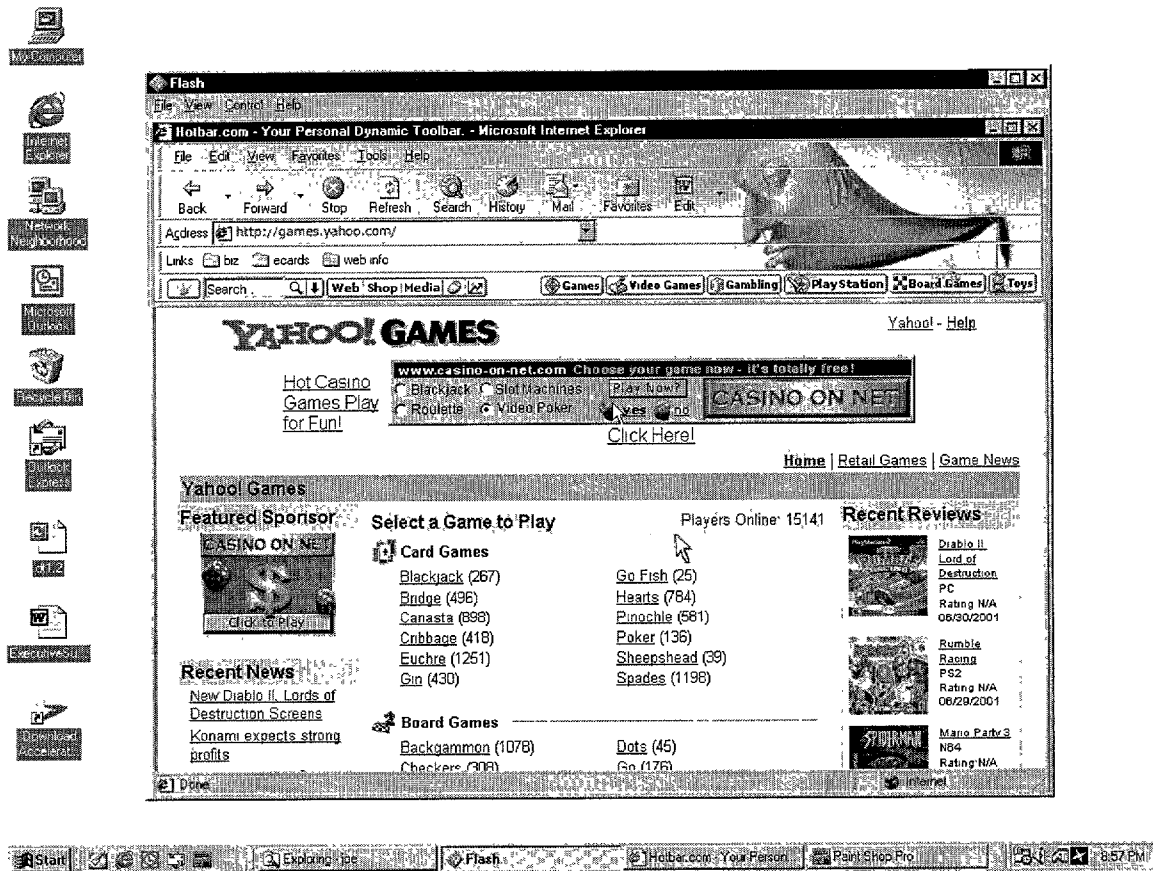 My Computer
Internet Explorer
Network Neighborhood
Microsoft Outlook
Recycle Bin
Outlook Express
Download Accelerat...
Flash
File View Control Help
Hotbar.com - Your Personal Dynamic Toolbar. - Microsoft Internet Explorer
File Edit View Favorites Tools Help
Back Forward Stop Refresh Search History Mail Favorites Edit
Address http://games.yahoo.com/
Links biz ecards web info
Search Web Shop Media Games Video Games Gambling PlayStation Board Games Toys
YAHOO! GAMES
Yahoo! - Help
Hot Casino
Games Play
for Fun!
www.casino-on-net.com Choose your game now - it's totally free!
Blackjack Slot Machines Play Now?
Roulette Video Poker yes no
CASINO ON NET
Click Here!
Home | Retail Games | Game News
Yahoo! Games
Featured Sponsor
CASINO ON NET
$
Click to Play
Recent News
New Diablo II, Lords of
Destruction Screens
Konami expects strong
profits
Select a Game to Play
Players Online: 15141
Card Games
Blackjack (267) Go Fish (25)
Bridge (496) Hearts (784)
Canasta (898) Pinochle (581)
Cribbage (418) Poker (136)
Euchre (1251) Sheepshead (39)
Gin (430) Spades (1198)
Board Games
Backgammon (1078) Dots (45)
Checkers (308) Go (176)
Recent Reviews
Diablo II
Lord of
Destruction
PC
Rating N/A
06/30/2001
Rumble
Racing
PS2
Rating N/A
06/29/2001
Mario Party 3
N64
Rating N/A
Done
Internet
Start Exploring - joe Flash Hotbar.com - Your Person... Paint Shop Pro 8:57 PM